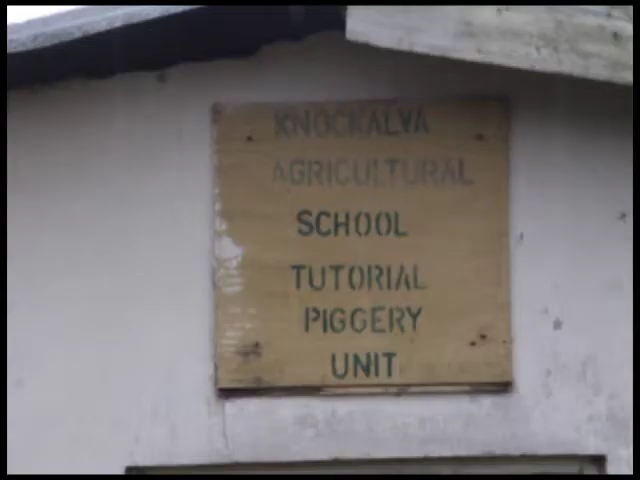 KNOCKALVA
AGRICULTURAL
SCHOOL
TUTORIAL
PIGGERY
UNIT